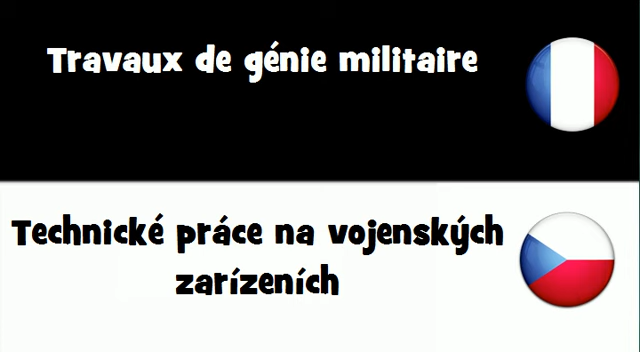 Travaux de génie militaire
Technické práce na vojenských
zarízeních